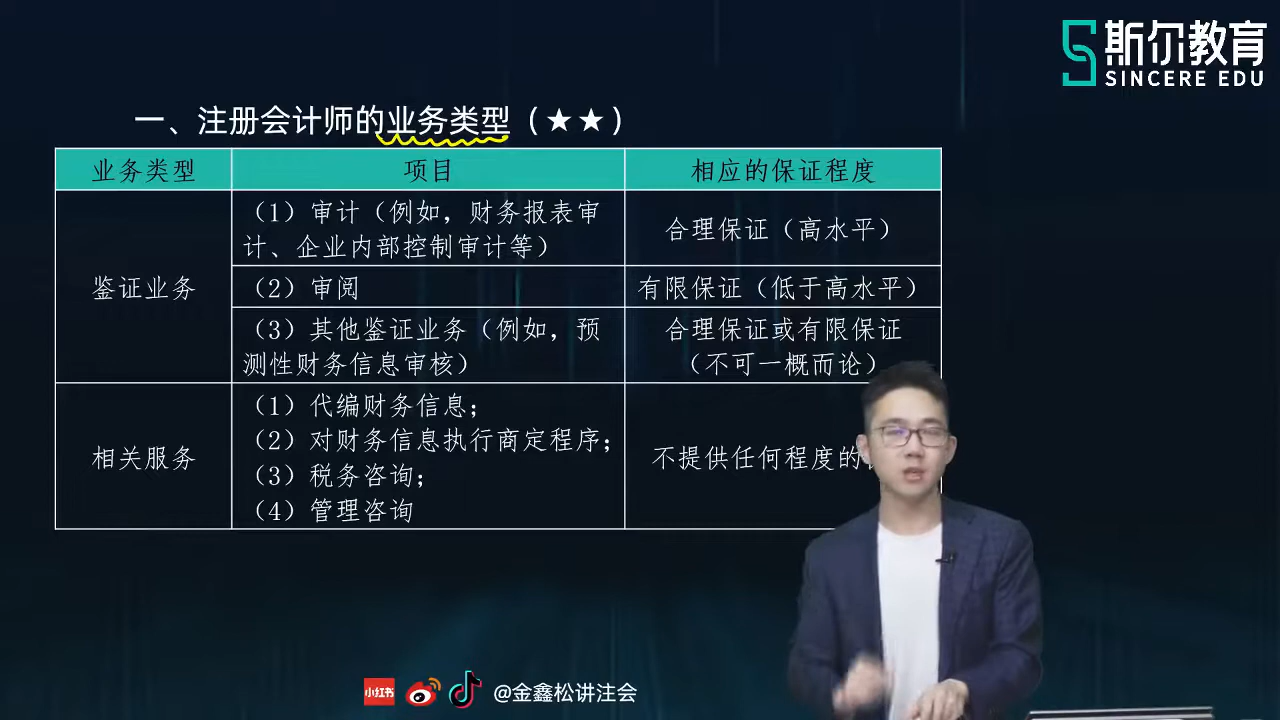 斯尔教育
SINCERE EDU
一、注册会计师的业务类型（★★）
业务类型
项目
相应的保证程度
鉴证业务
（1）审计（例如，财务报表审
计、企业内部控制审计等）
合理保证（高水平）
（2）审阅
有限保证（低于高水平）
（3）其他鉴证业务（例如，预
测性财务信息审核）
合理保证或有限保证
（不可一概而论）
相关服务
（1）代编财务信息；
（2）对财务信息执行商定程序；
（3）税务咨询；
（4）管理咨询
不提供任何程度的
小红书
@金鑫松讲注会